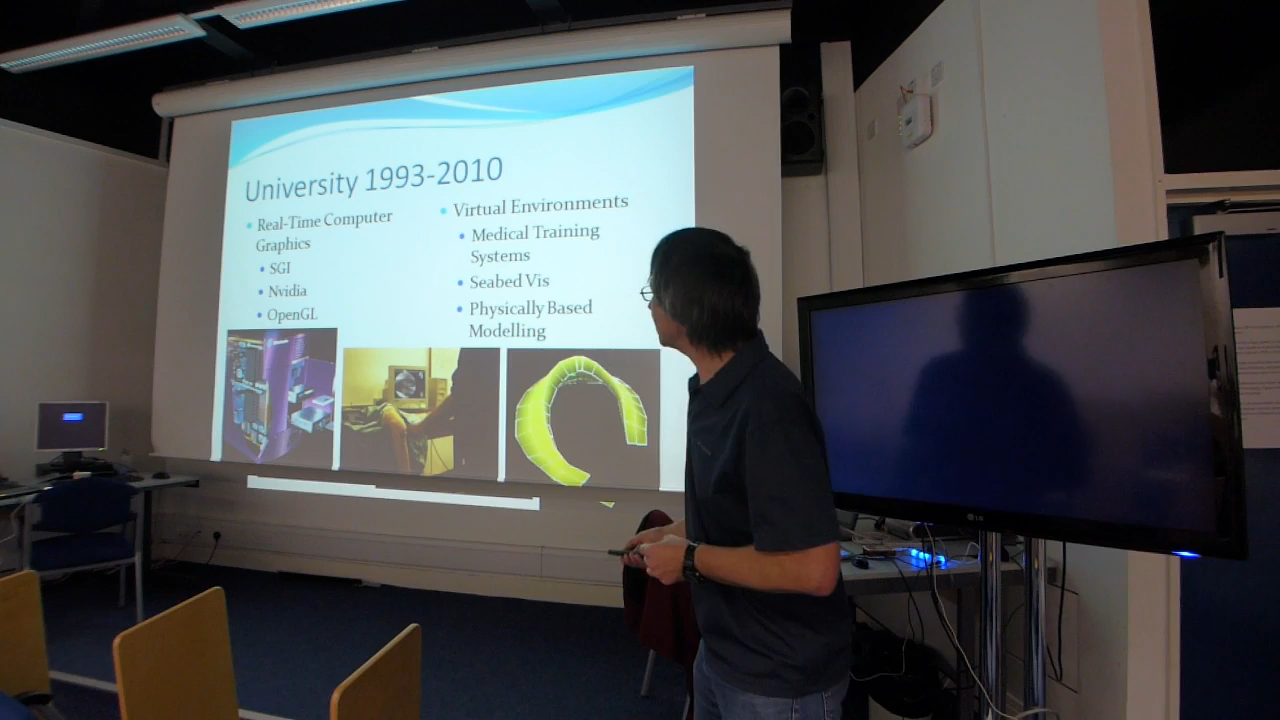 University 1993-2010
Real-Time Computer
Graphics
SGI
Nvidia
OpenGL
Virtual Environments
Medical Training
Systems
Seabed Vis
Physically Based
Modelling
LG